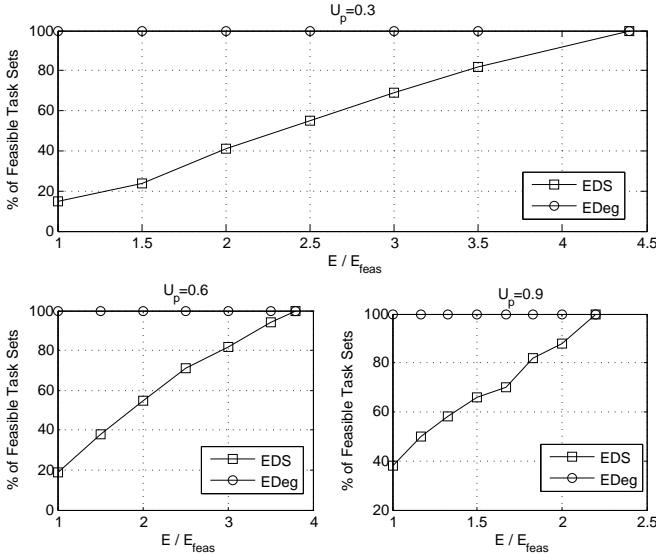 U_p=0.3
100
80
60
40
20
0
% of Feasible Task Sets
EDS
EDeg
1
1.5
2
2.5
3
3.5
4
4.5
E / E_feas
U_p=0.6
100
80
60
40
20
0
% of Feasible Task Sets
EDS
EDeg
1
2
3
4
E / E_feas
U_p=0.9
100
80
60
40
20
% of Feasible Task Sets
EDS
EDeg
1
1.5
2
2.5
E / E_feas